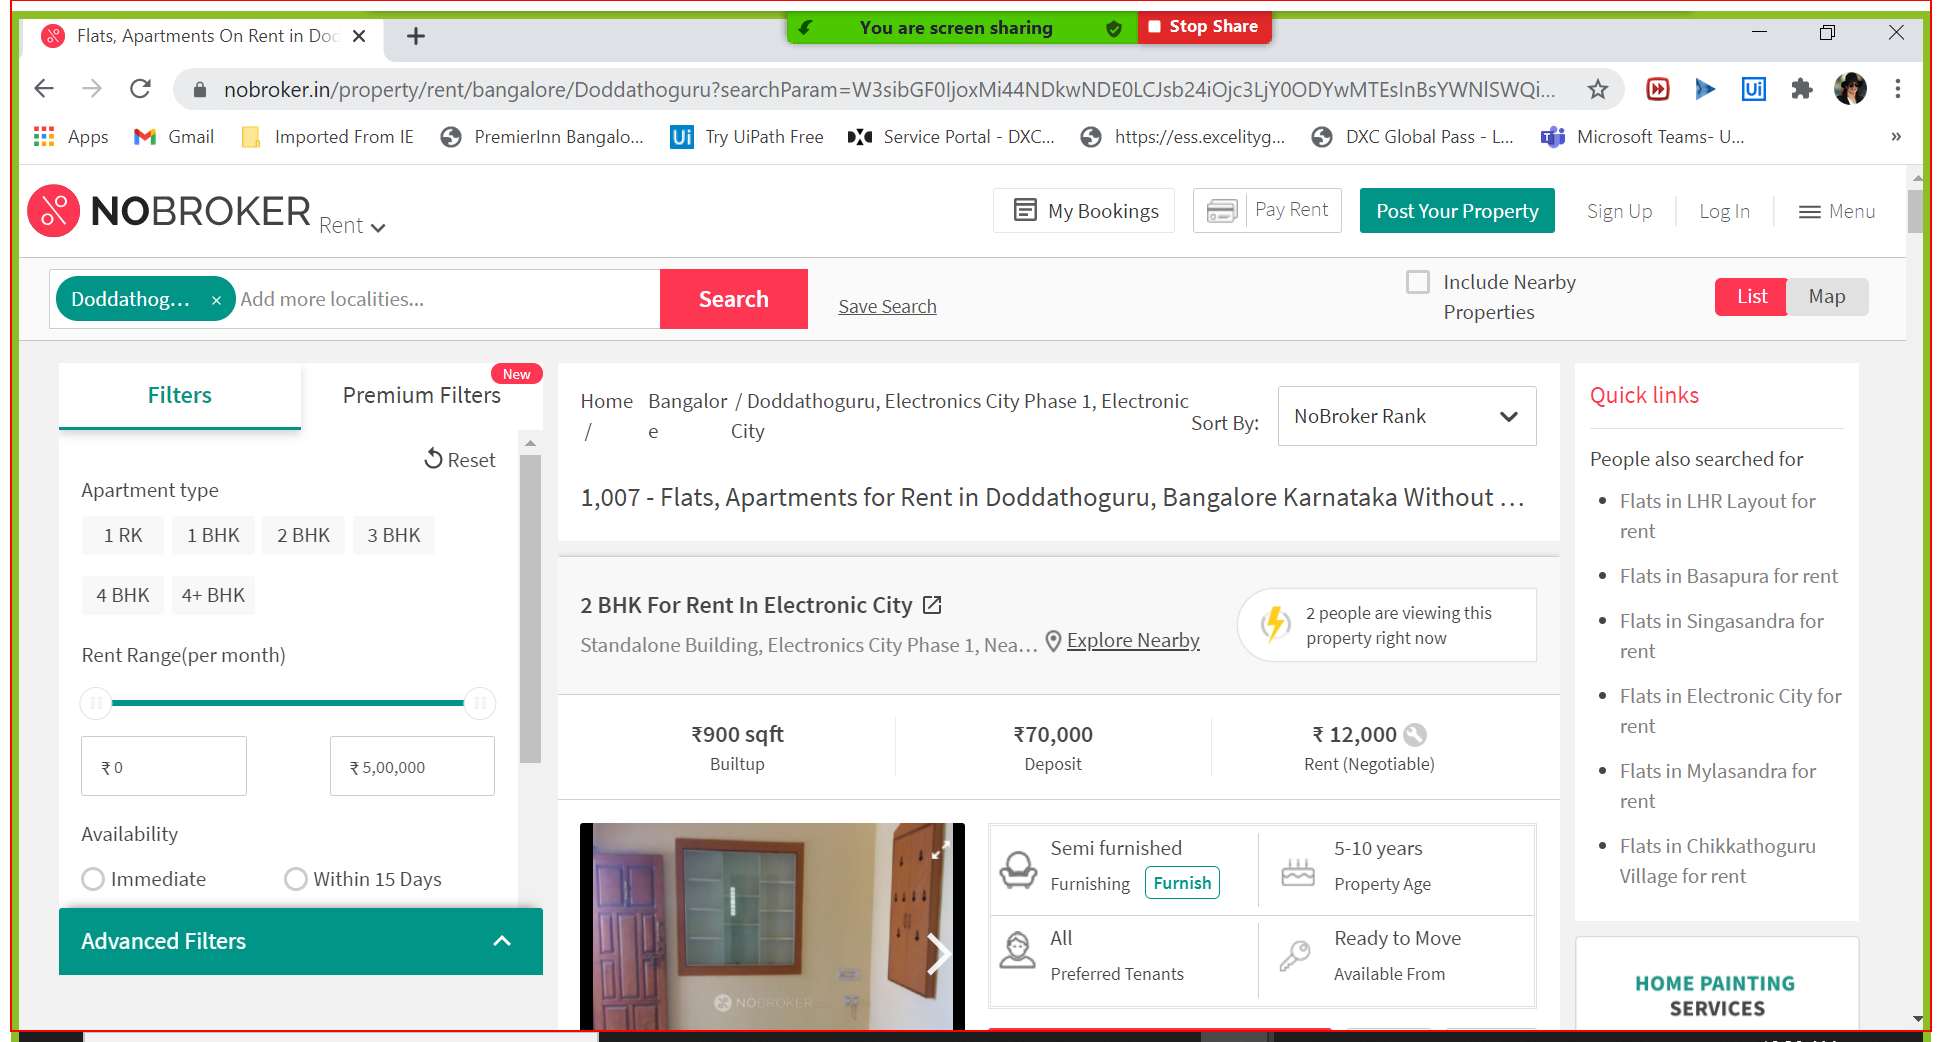 You are screen sharing
Stop Share
Flats, Apartments On Rent in Doc
nobroker.in/property/rent/bangalore/Doddathoguru?searchParam=W3sibGF0IjoxMi44NDkwNDE0LCJsb24iOjc3LjY0ODYwMTEsInBsYWNlSWQi...
Apps
Gmail
Imported From IE
PremierInn Bangalo...
Ui
Try UiPath Free
Service Portal - DXC...
https://ess.excelityg...
DXC Global Pass - L...
Microsoft Teams- U...
»
NOBROKER
Rent
My Bookings
Pay Rent
Post Your Property
Sign Up
Log In
Menu
Doddathog... ×
Add more localities...
Search
Save Search
Include Nearby
Properties
List
Map
Filters
Premium Filters
New
Reset
Apartment type
1 RK
1 BHK
2 BHK
3 BHK
4 BHK
4+ BHK
Rent Range(per month)
₹ 0
₹ 5,00,000
Availability
Immediate
Within 15 Days
Advanced Filters
Home Bangalor / Doddathoguru, Electronics City Phase 1, Electronic
/ e City
Sort By:
NoBroker Rank
1,007 - Flats, Apartments for Rent in Doddathoguru, Bangalore Karnataka Without ...
2 BHK For Rent In Electronic City
Standalone Building, Electronics City Phase 1, Nea...
Explore Nearby
2 people are viewing this
property right now
₹900 sqft
Builtup
₹70,000
Deposit
₹ 12,000
Rent (Negotiable)
NOBROKER
Semi furnished
Furnishing
Furnish
5-10 years
Property Age
All
Preferred Tenants
Ready to Move
Available From
Quick links
People also searched for
Flats in LHR Layout for
rent
Flats in Basapura for rent
Flats in Singasandra for
rent
Flats in Electronic City for
rent
Flats in Mylasandra for
rent
Flats in Chikkathoguru
Village for rent
HOME PAINTING
SERVICES